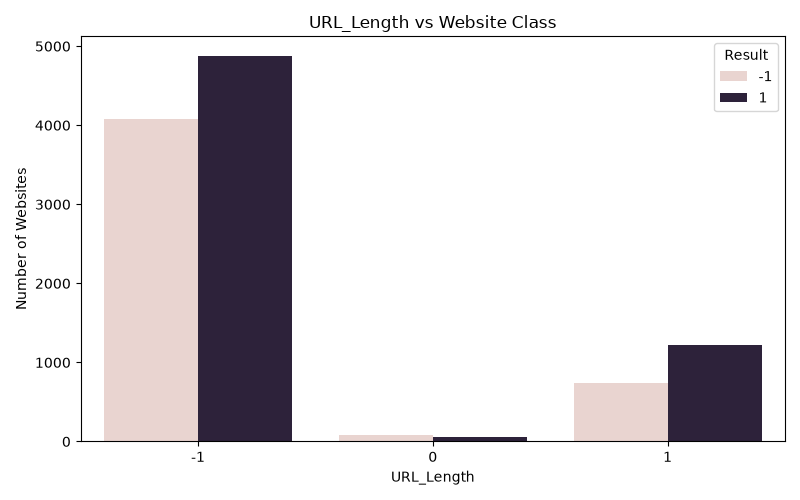 URL_Length vs Website Class
Result
-1
1
5000
4000
3000
2000
1000
0
Number of Websites
-1 0 1
URL_Length